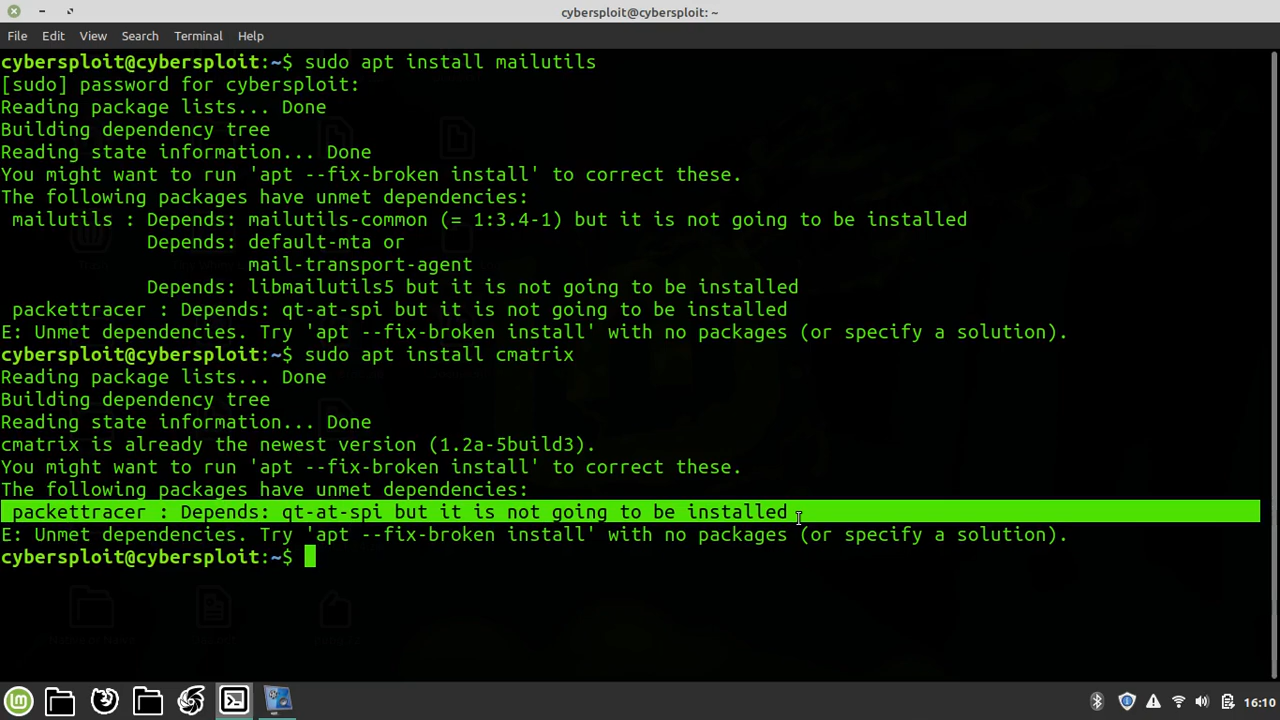 cybersploit@cybersploit: ~
File Edit View Search Terminal Help
cybersploit@cybersploit:~$ sudo apt install mailutils
[sudo] password for cybersploit:
Reading package lists... Done
Building dependency tree
Reading state information... Done
You might want to run 'apt --fix-broken install' to correct these.
The following packages have unmet dependencies:
 mailutils : Depends: mailutils-common (= 1:3.4-1) but it is not going to be installed
             Depends: default-mta or
                      mail-transport-agent
             Depends: libmailutils5 but it is not going to be installed
 packettracer : Depends: qt-at-spi but it is not going to be installed
E: Unmet dependencies. Try 'apt --fix-broken install' with no packages (or specify a solution).
cybersploit@cybersploit:~$ sudo apt install cmatrix
Reading package lists... Done
Building dependency tree
Reading state information... Done
cmatrix is already the newest version (1.2a-5build3).
You might want to run 'apt --fix-broken install' to correct these.
The following packages have unmet dependencies:
 packettracer : Depends: qt-at-spi but it is not going to be installed
E: Unmet dependencies. Try 'apt --fix-broken install' with no packages (or specify a solution).
cybersploit@cybersploit:~$
16:10